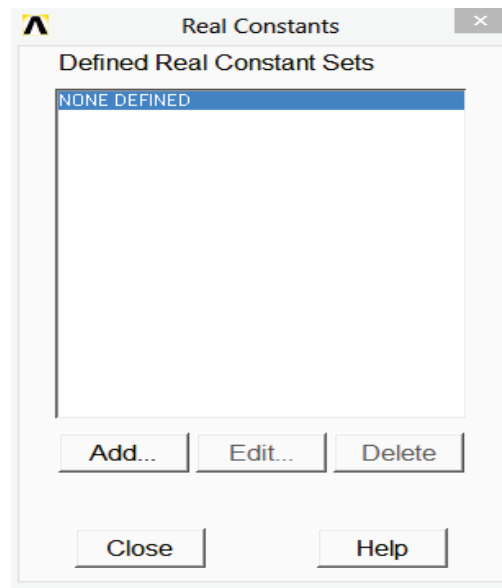 Real Constants
Defined Real Constant Sets
NONE DEFINED
Add... Edit... Delete
Close Help